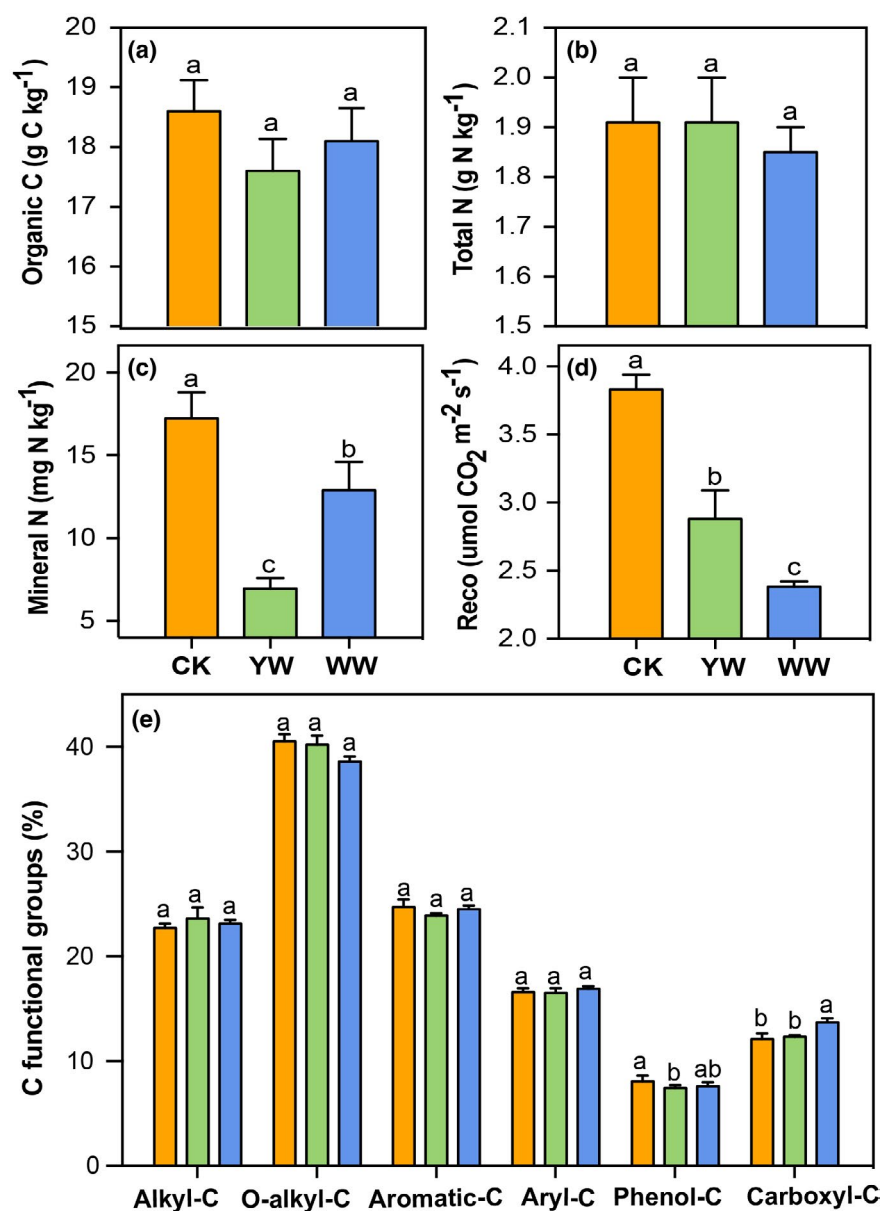 (a)
Organic C (g C kg⁻¹)
20
19
18
17
16
15
a
a
a
(b)
Total N (g N kg⁻¹)
2.1
2.0
1.9
1.8
1.7
1.6
1.5
a
a
a
(c)
Mineral N (mg N kg⁻¹)
20
15
10
5
a
c
b
CK YW WW
(d)
Reco (umol CO₂ m⁻² s⁻¹)
4.0
3.5
3.0
2.5
2.0
a
b
c
CK YW WW
(e)
C functional groups (%)
40
30
20
10
0
a a a
a a a
a a a
a a a
a b ab
b b a
Alkyl-C O-alkyl-C Aromatic-C Aryl-C Phenol-C Carboxyl-C